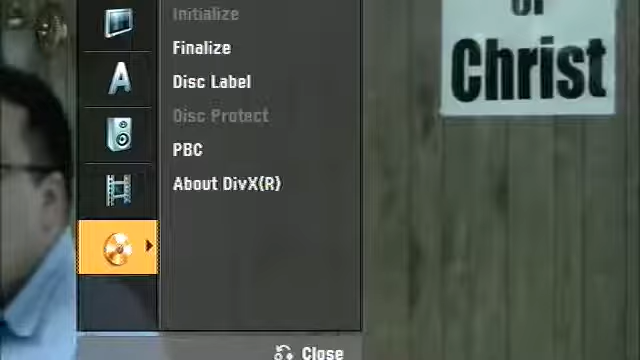 of
Christ
Initialize
Finalize
Disc Label
Disc Protect
PBC
About DivX(R)
Close